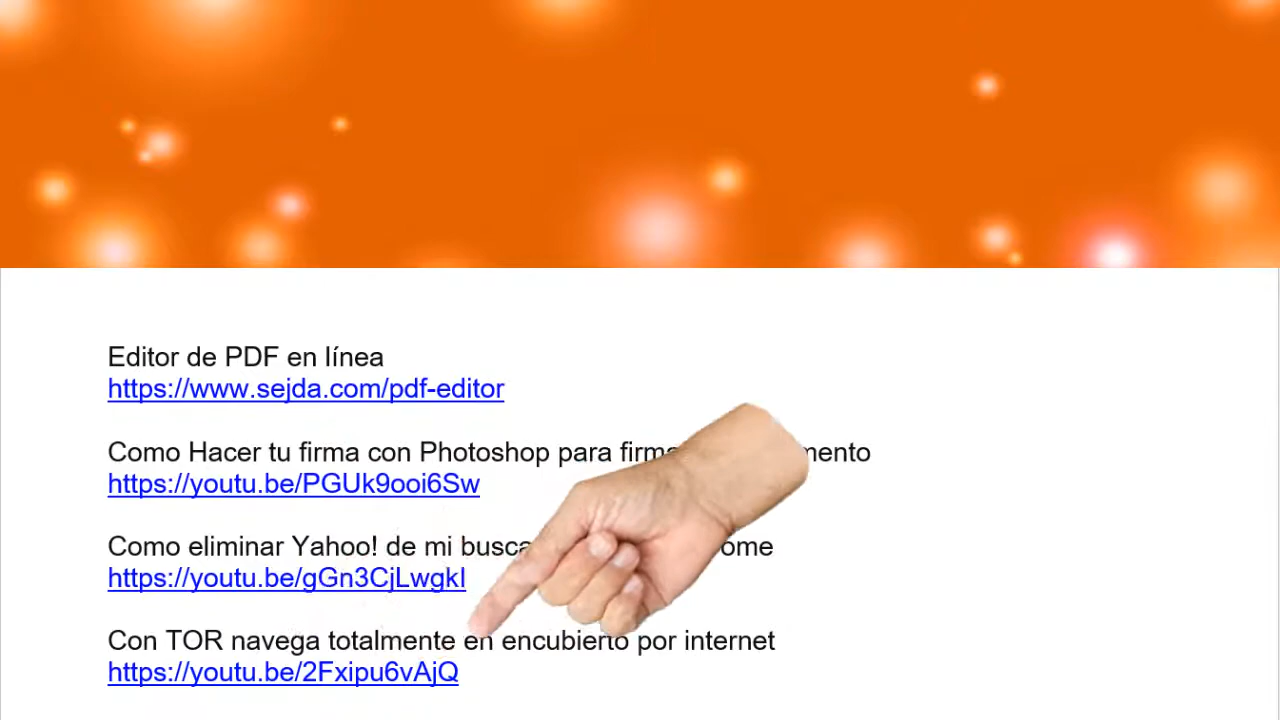 Editor de PDF en línea
https://www.sejda.com/pdf-editor
Como Hacer tu firma con Photoshop para
https://youtu.be/PGUk9ooi6Sw
Como eliminar Yahoo! de mi
https://youtu.be/gGn3CjLwgkI
Con TOR navega totalmente en encubierto por internet
https://youtu.be/2Fxipu6vAjQ